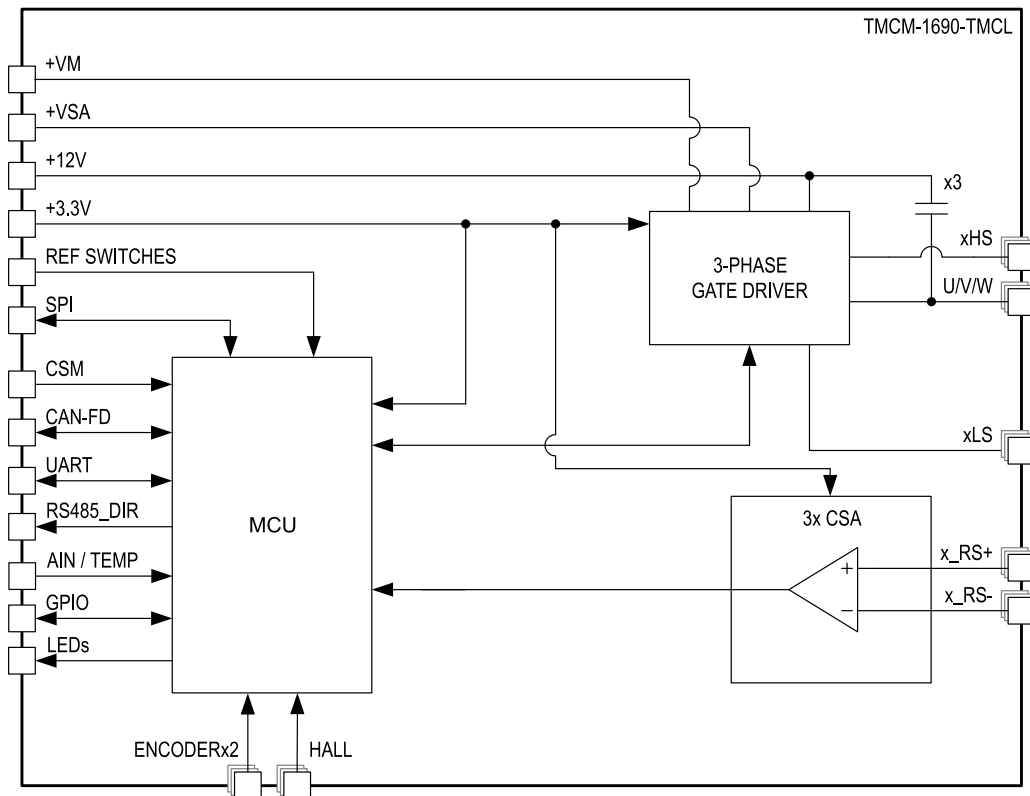 TMCM-1690-TMCL
+VM
+VSA
+12V
x3
+3.3V
xHS
REF SWITCHES
3-PHASE
GATE DRIVER
U/V/W
SPI
CSM
CAN-FD
xLS
UART
RS485_DIR
MCU
3x CSA
AIN / TEMP
x_RS+
+
GPIO
x_RS-
−
LEDs
ENCODERx2
HALL